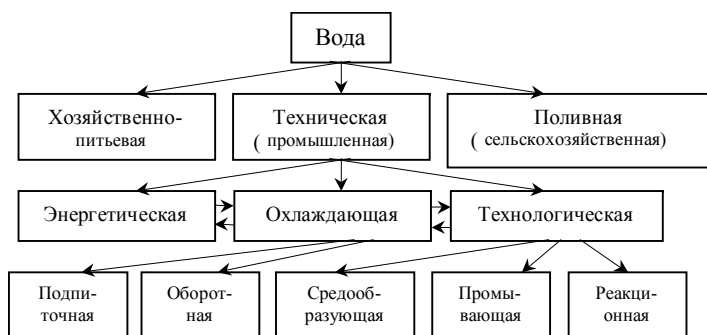 Вода
Хозяйственно-
питьевая
Техническая
( промышленная)
Поливная
( сельскохозяйственная)
Энергетическая
Охлаждающая
Технологическая
Подпи-
точная
Оборот-
ная
Средооб-
разующая
Промы-
вающая
Реакци-
онная